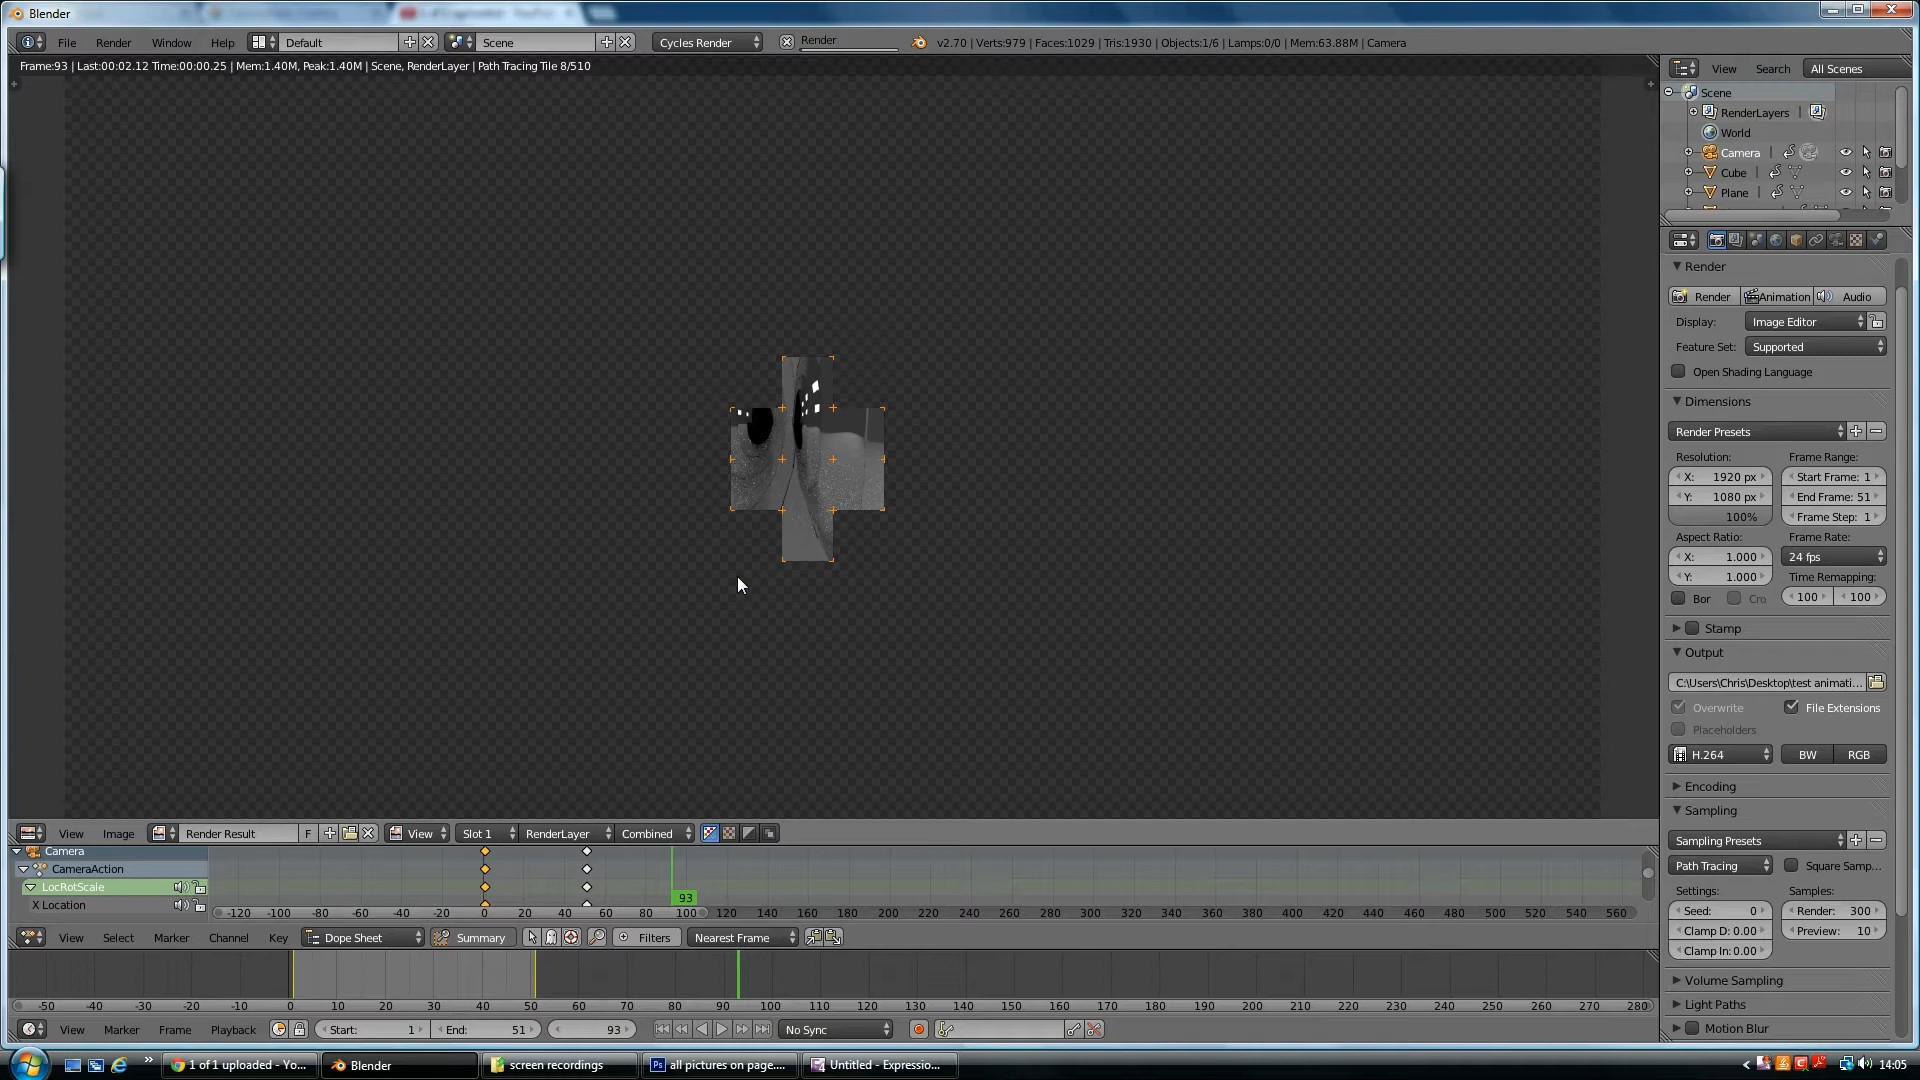 Blender
File Render Window Help Default Scene Cycles Render Render v2.70 | Verts:979 | Faces:1029 | Tris:1930 | Objects:1/6 | Lamps:0/0 | Mem:63.88M | Camera
Frame:93 | Last:00:02.12 Time:00:00.25 | Mem:1.40M, Peak:1.40M | Scene, RenderLayer | Path Tracing Tile 8/510
View Search All Scenes
Scene
RenderLayers
World
Camera
Cube
Plane
Render
Render Animation Audio
Display: Image Editor
Feature Set: Supported
Open Shading Language
Dimensions
Render Presets
Resolution: Frame Range:
X: 1920 px Start Frame: 1
Y: 1080 px End Frame: 51
100% Frame Step: 1
Aspect Ratio: Frame Rate:
X: 1.000 24 fps
Y: 1.000 Time Remapping:
Bor Cro 100 100
Stamp
Output
C:\Users\Chris\Desktop\test animati...
Overwrite File Extensions
Placeholders
H.264 BW RGB
Encoding
Sampling
Sampling Presets
Path Tracing Square Samp...
Settings: Samples:
Seed: 0 Render: 300
Clamp D: 0.00 Preview: 10
Clamp In: 0.00
Volume Sampling
Light Paths
Motion Blur
View Image Render Result F View Slot 1 RenderLayer Combined
Camera
CameraAction
LocRotScale
X Location
93
-120 -100 -80 -60 -40 -20 0 20 40 60 80 100 120 140 160 180 200 220 240 260 280 300 320 340 360 380 400 420 440 460 480 500 520 540 560
View Select Marker Channel Key Dope Sheet Summary Filters Nearest Frame
-50 -40 -30 -20 -10 0 10 20 30 40 50 60 70 80 90 100 110 120 130 140 150 160 170 180 190 200 210 220 230 240 250 260 270 280
View Marker Frame Playback Start: 1 End: 51 93 No Sync
1 of 1 uploaded - Yo... Blender screen recordings all pictures on page.... Untitled - Expressio... 14:05